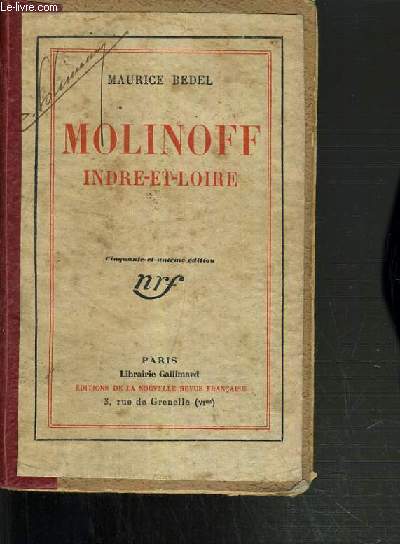 le-livre.com
MAURICE BEDEL
MOLINOFF
INDRE-ET-LOIRE
Cinquante-et-unième édition
nrf
PARIS
Librairie Gallimard
ÉDITIONS DE LA NOUVELLE REVUE FRANÇAISE
3, rue de Grenelle (VIme)